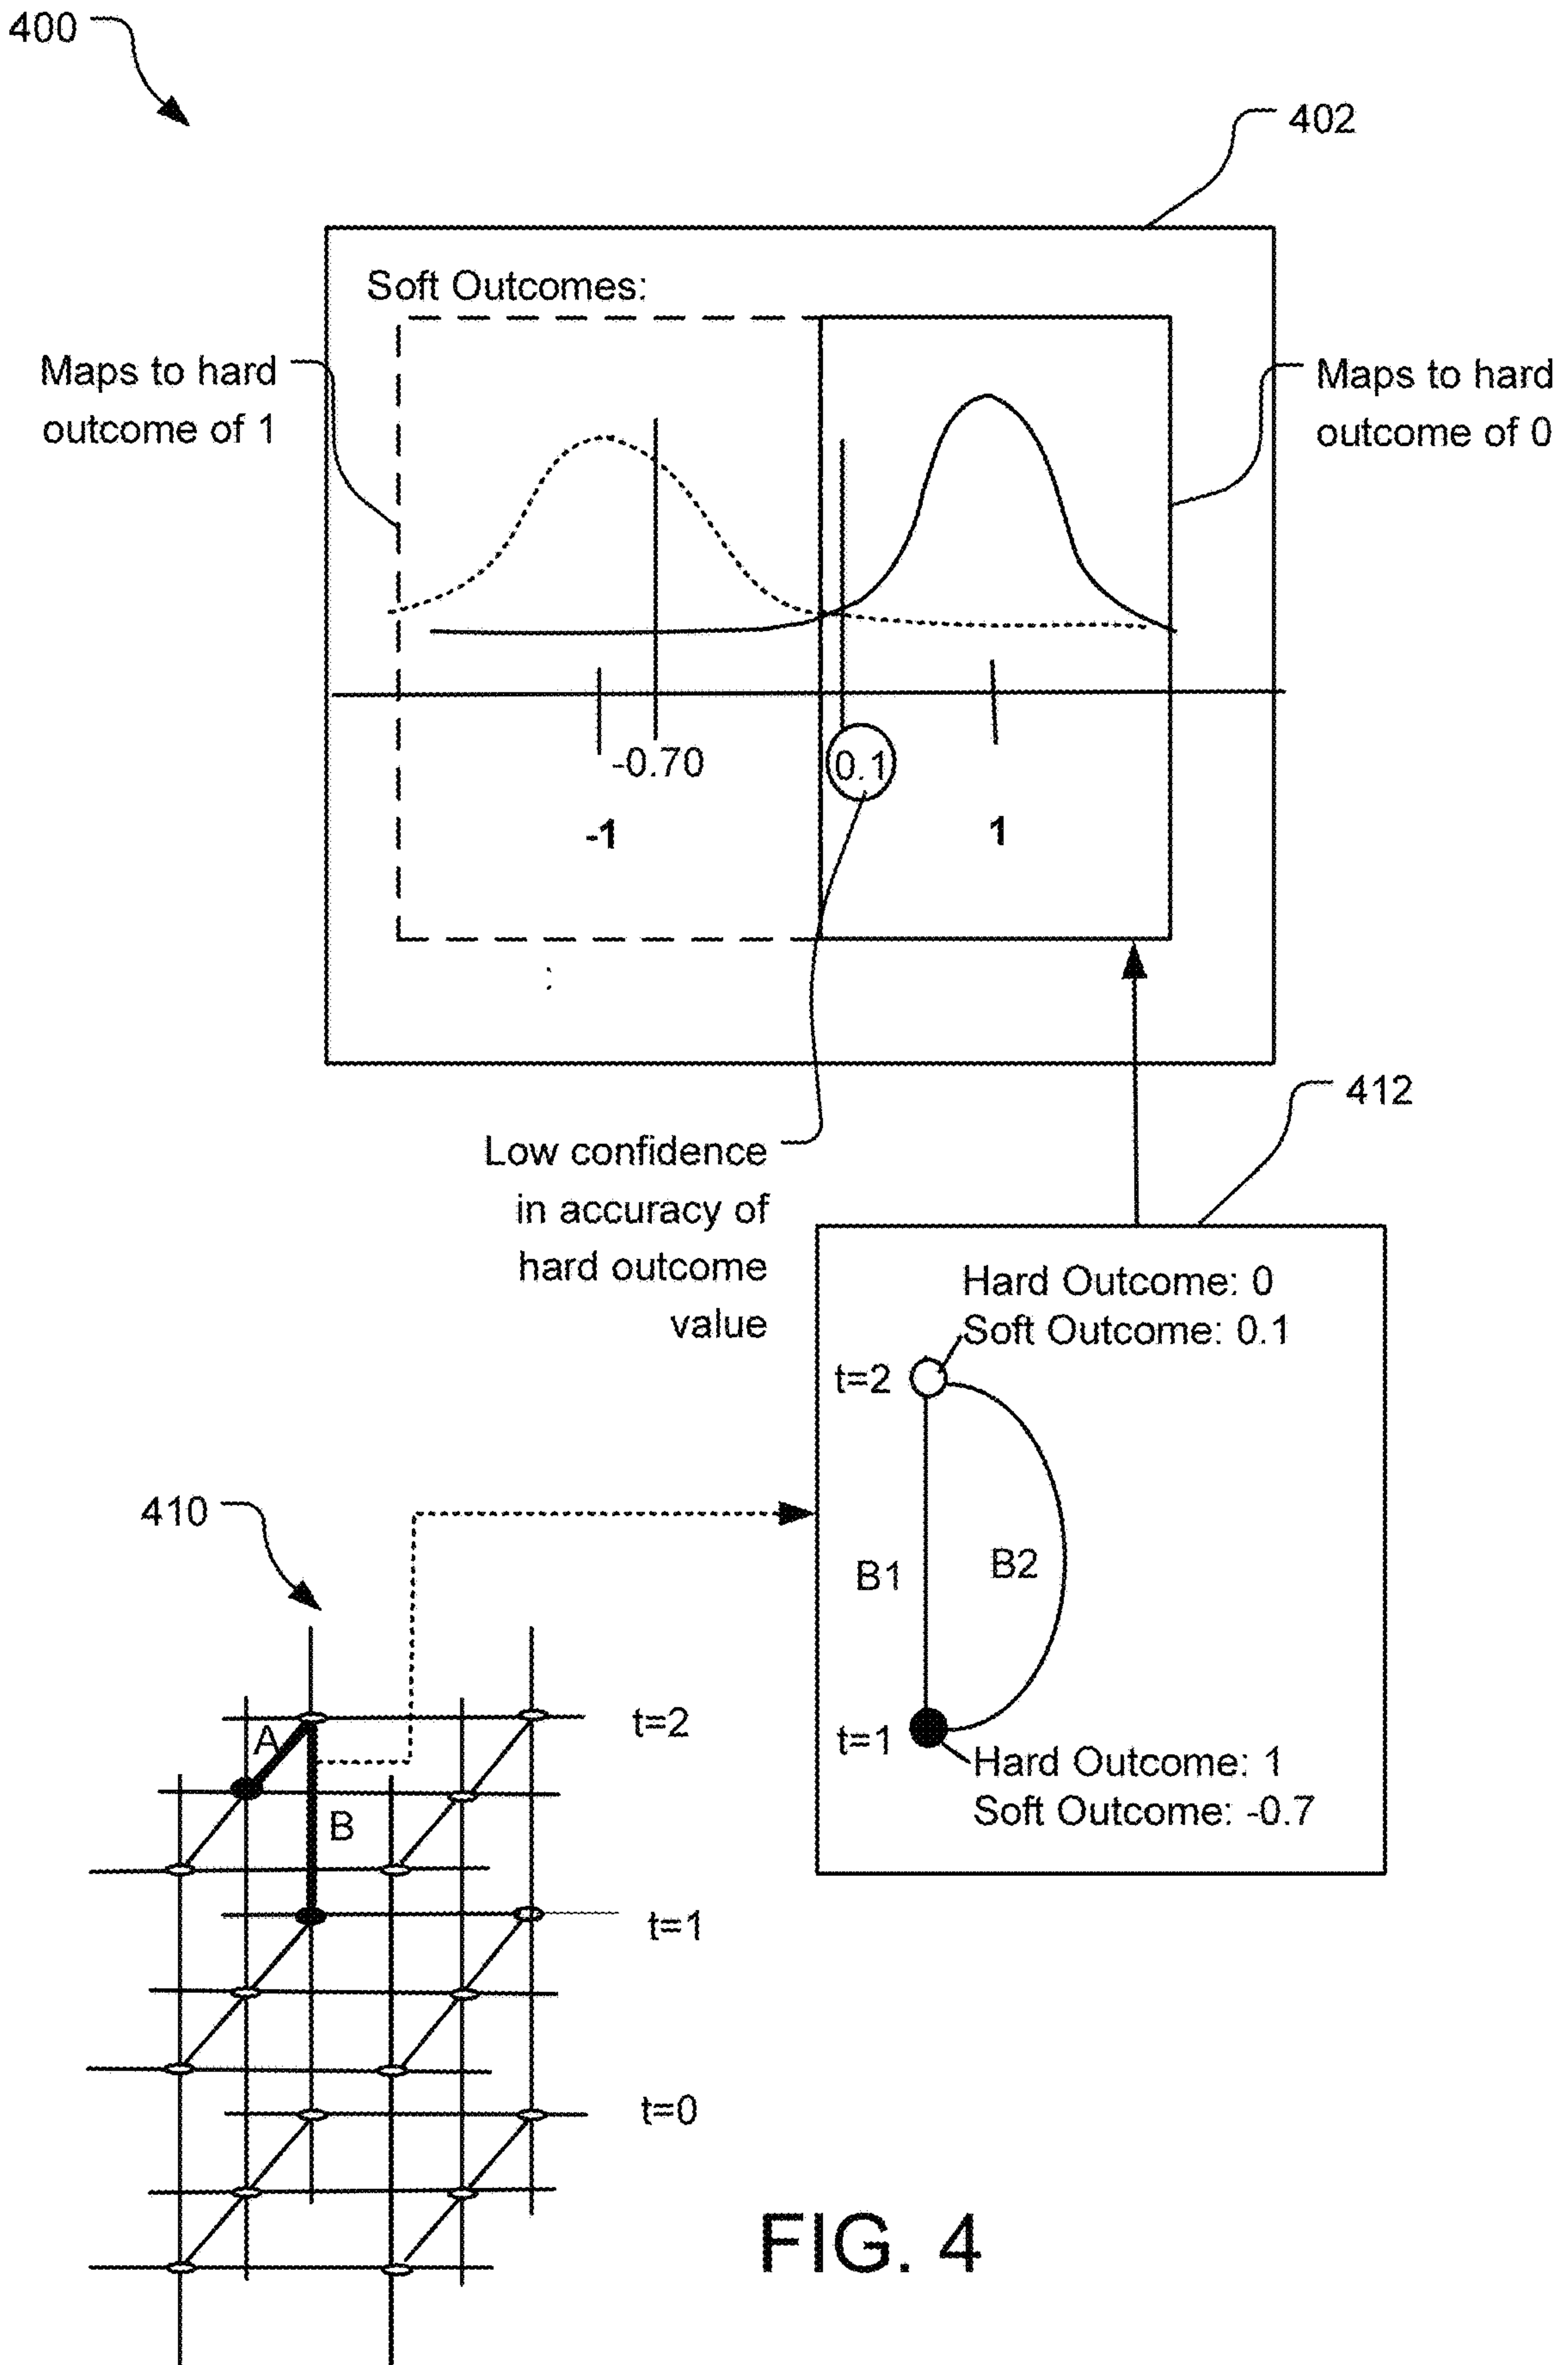 400
402
Soft Outcomes:
Maps to hard
outcome of 1
Maps to hard
outcome of 0
-0.70
0.1
-1
1
412
Low confidence
in accuracy of
hard outcome
value
Hard Outcome: 0
Soft Outcome: 0.1
t=2
B1
B2
t=1
Hard Outcome: 1
Soft Outcome: -0.7
410
A
t=2
B
t=1
t=0
FIG. 4